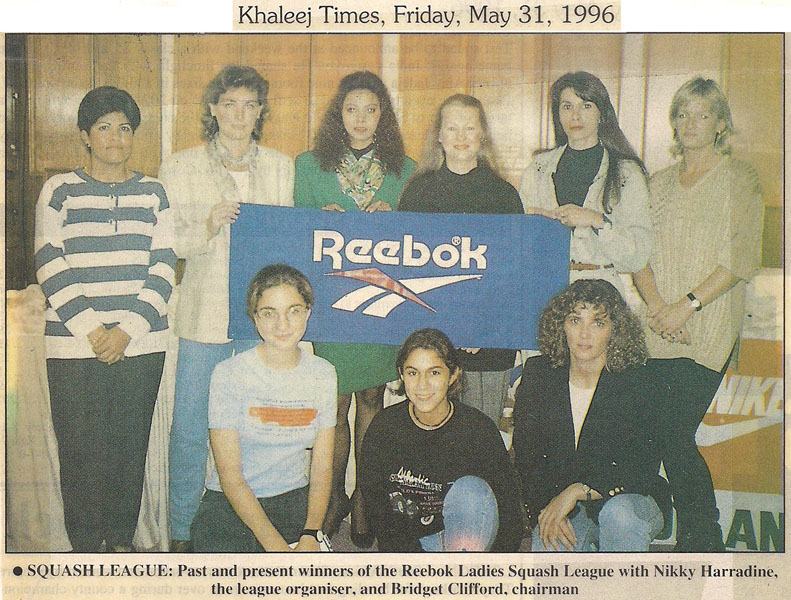 Khaleej Times, Friday, May 31, 1996
Reebok®
Authentic
NIKE
● SQUASH LEAGUE: Past and present winners of the Reebok Ladies Squash League with Nikky Harradine,
the league organiser, and Bridget Clifford, chairman